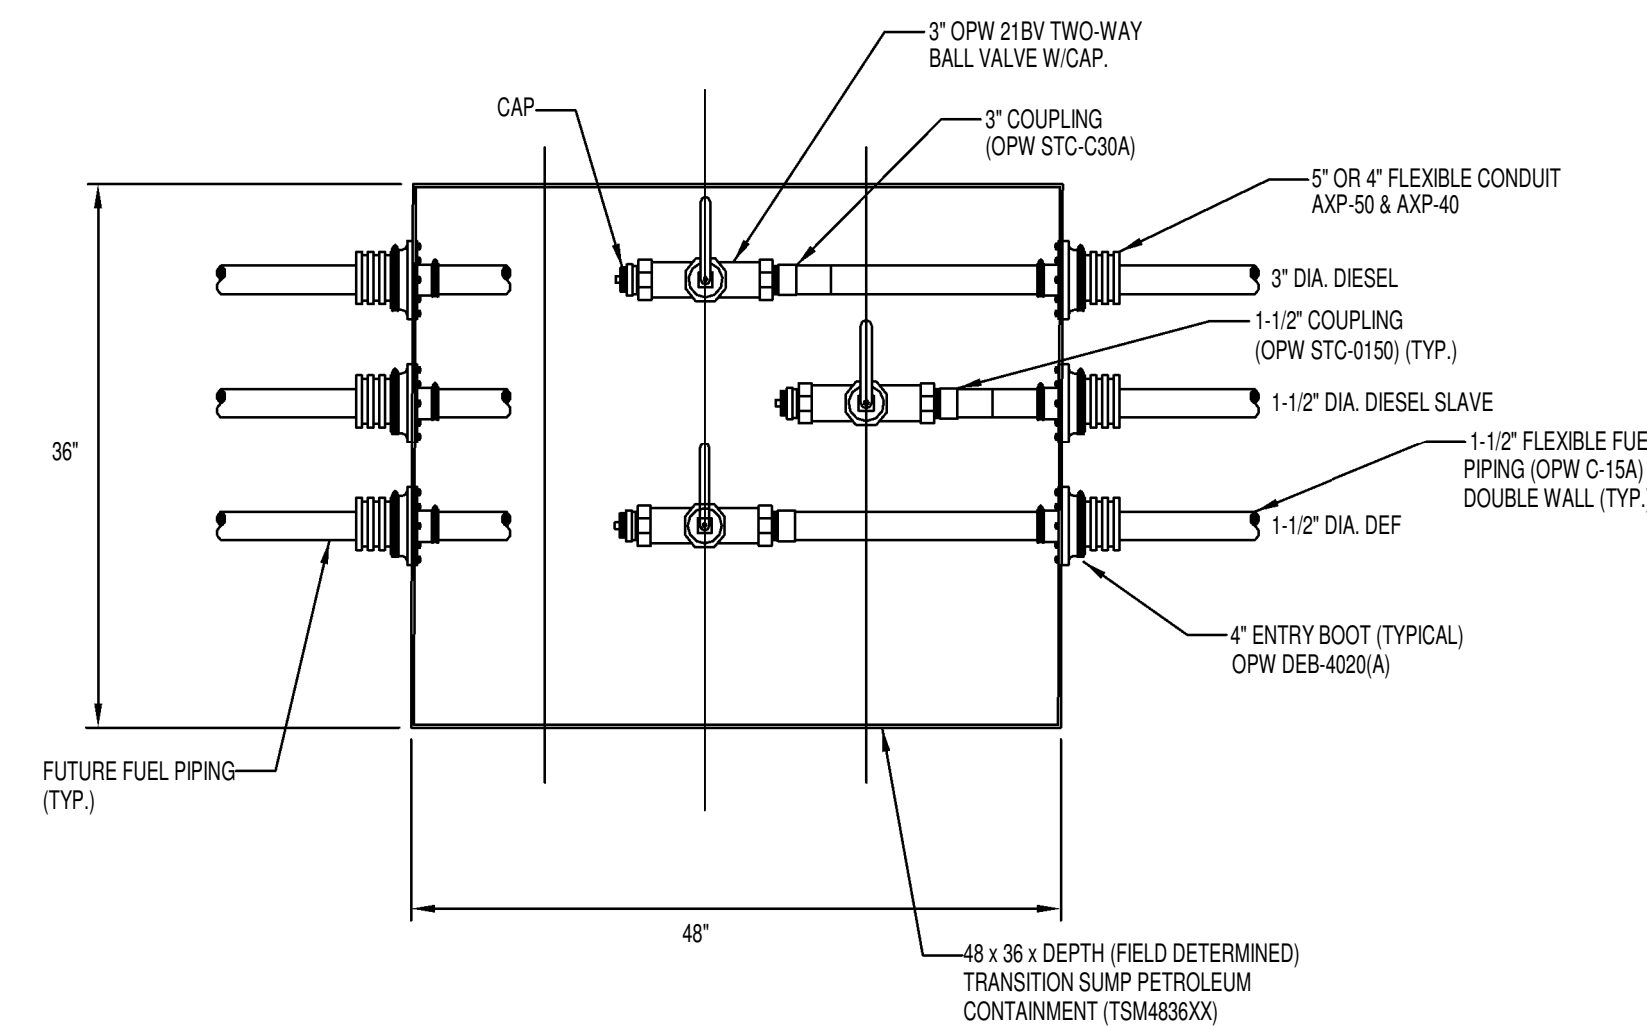 3" OPW 21BV TWO-WAY
BALL VALVE W/CAP.
CAP
3" COUPLING
(OPW STC-C30A)
5" OR 4" FLEXIBLE CONDUIT
AXP-50 & AXP-40
3" DIA. DIESEL
1-1/2" COUPLING
(OPW STC-0150) (TYP.)
1-1/2" DIA. DIESEL SLAVE
36"
1-1/2" FLEXIBLE FUE
PIPING (OPW C-15A)
DOUBLE WALL (TYP.)
1-1/2" DIA. DEF
4" ENTRY BOOT (TYPICAL)
OPW DEB-4020(A)
FUTURE FUEL PIPING
(TYP.)
48"
48 x 36 x DEPTH (FIELD DETERMINED)
TRANSITION SUMP PETROLEUM
CONTAINMENT (TSM4836XX)